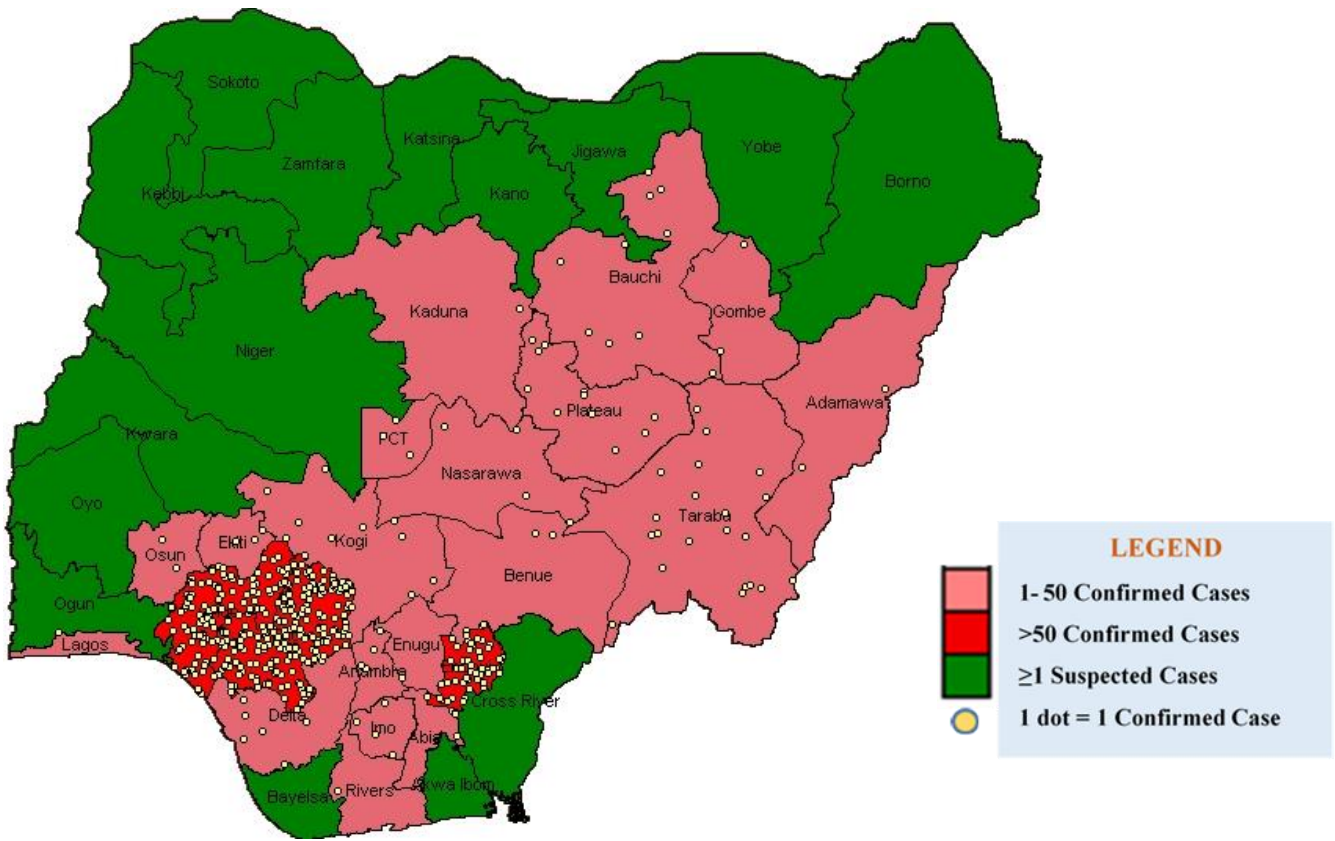 Sokoto
Katsina
Jigawa
Yobe
Zamfara
Kebbi
Kano
Borno
Bauchi
Kaduna
Gombe
Niger
Adamawa
Plateau
Kwara
FCT
Nasarawa
Oyo
Taraba
Osun
Ekiti
Kogi
Benue
Ogun
Lagos
Enugu
Anambra
Cross River
Delta
Imo
Abia
Akwa Ibom
Bayelsa
Rivers
LEGEND
1- 50 Confirmed Cases
>50 Confirmed Cases
≥1 Suspected Cases
1 dot = 1 Confirmed Case